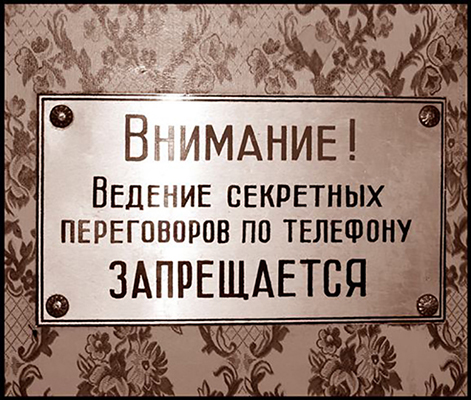 ВНИМАНИЕ!
ВЕДЕНИЕ СЕКРЕТНЫХ
ПЕРЕГОВОРОВ ПО ТЕЛЕФОНУ
ЗАПРЕЩАЕТСЯ